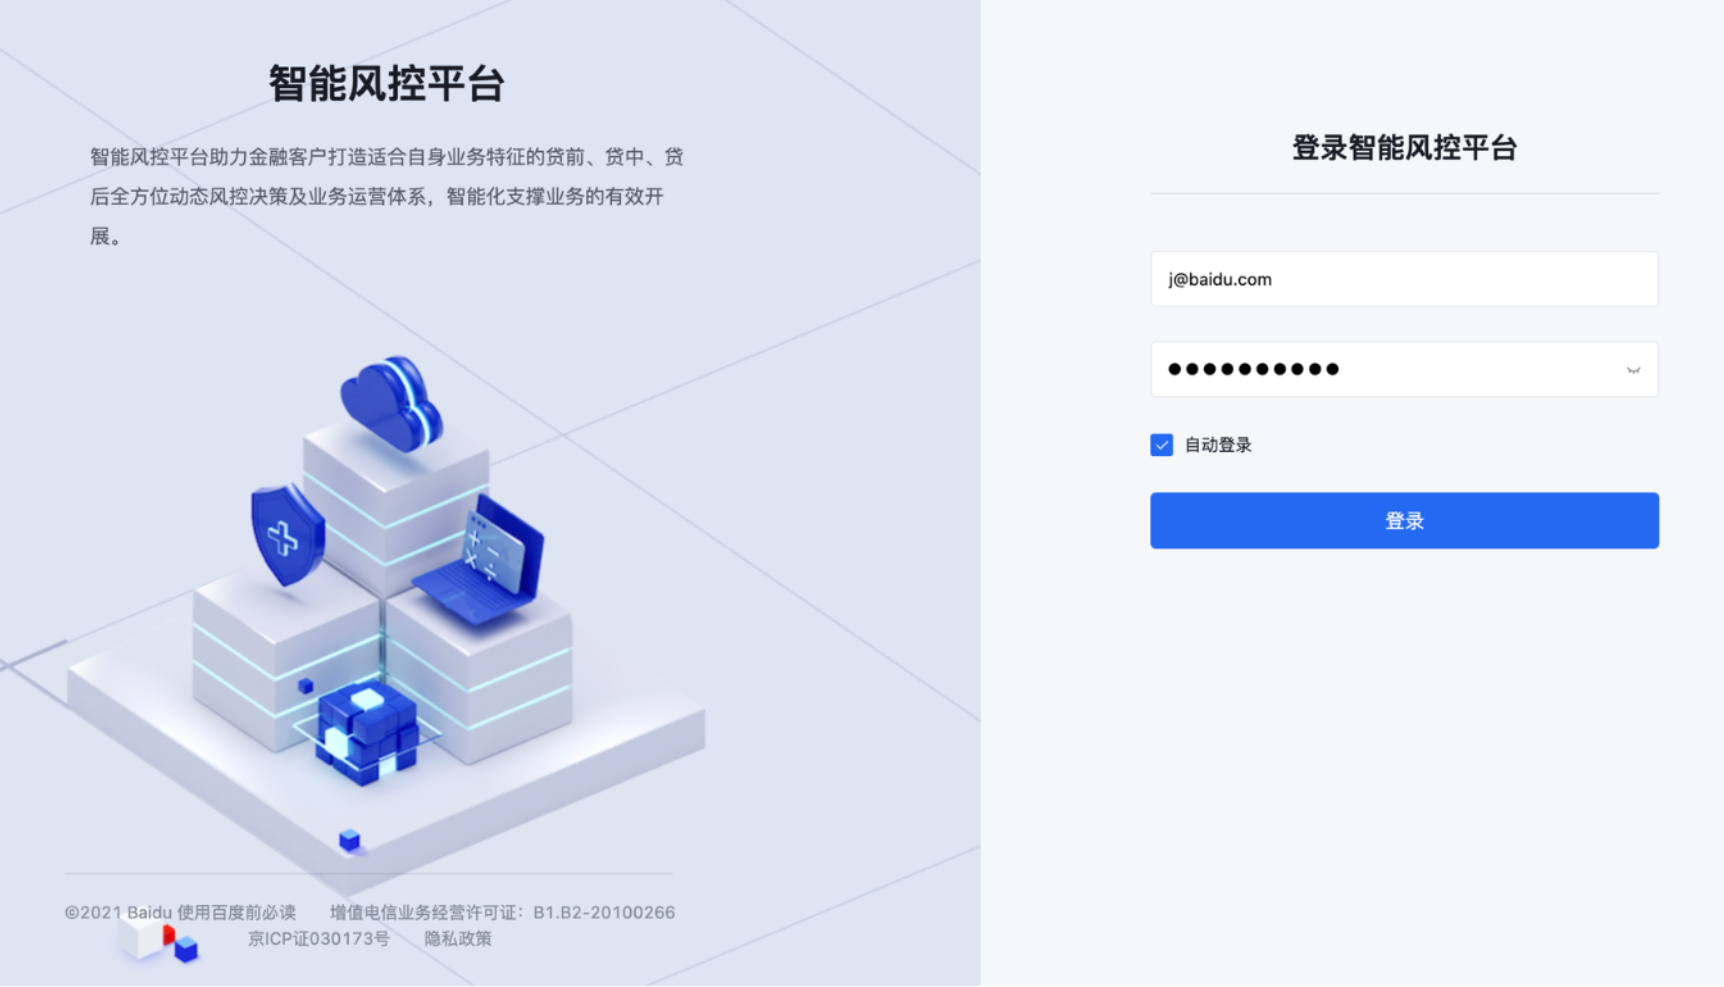 智能风控平台
智能风控平台助力金融客户打造适合自身业务特征的贷前、贷中、贷
后全方位动态风控决策及业务运营体系，智能化支撑业务的有效开
展。
©2021 Baidu 使用百度前必读 增值电信业务经营许可证：B1.B2-20100266
京ICP证030173号 隐私政策
登录智能风控平台
j@baidu.com
●●●●●●●●●●
自动登录
登录